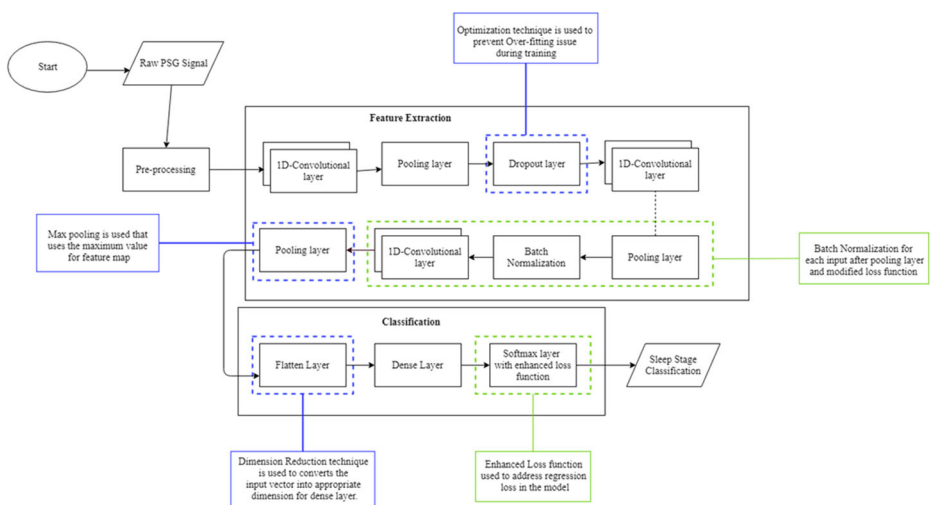 Optimization technique is used to
prevent Over-fitting issue
during training
Start
Raw PSG Signal
Feature Extraction
Pre-processing
1D-Convolutional
layer
Pooling layer
Dropout layer
1D-Convolutional
layer
Max pooling is used that
uses the maximum value
for feature map
Pooling layer
1D-Convolutional
layer
Batch
Normalization
Pooling layer
Batch Normalization for
each input after pooling layer
and modified loss function
Classification
Flatten Layer
Dense Layer
Softmax layer
with enhanced loss
function
Sleep Stage
Classification
Dimension Reduction technique
is used to converts the
input vector into appropriate
dimension for dense layer.
Enhanced Loss function
used to address regression
loss in the model